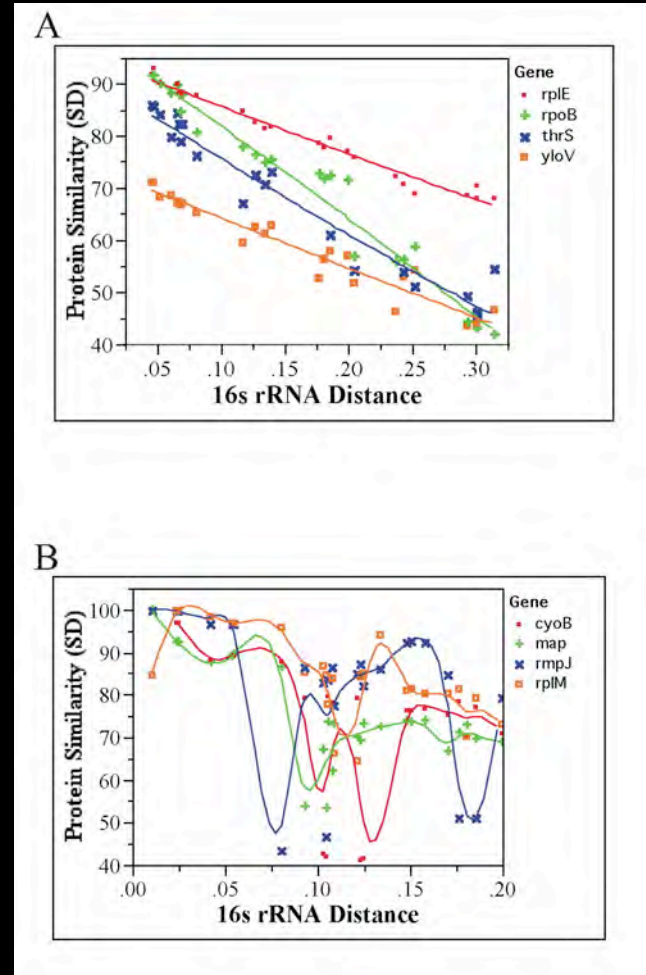 A
Protein Similarity (SD)
90
80
70
60
50
40
.05 .10 .15 .20 .25 .30
16s rRNA Distance
Gene
rplE
rpoB
thrS
yloV
B
Protein Similarity (SD)
100
90
80
70
60
50
40
.00 .05 .10 .15 .20
16s rRNA Distance
Gene
cyoB
map
rmpJ
rplM